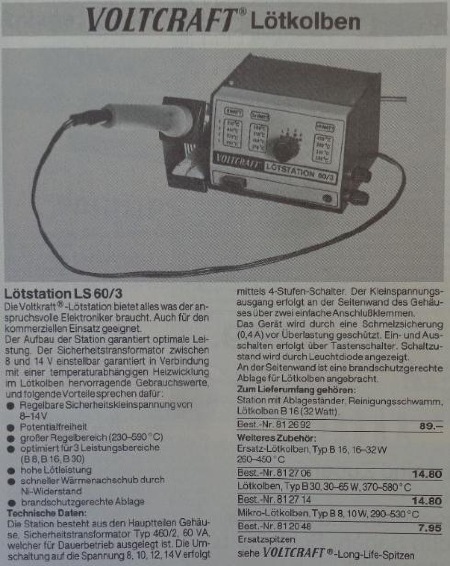 VOLTCRAFT® Lötkolben
VOLTCRAFT LÖTSTATION 60/3
Lötstation LS 60/3
Die Voltkraft®-Lötstation bietet alles was der an-
spruchsvolle Elektroniker braucht. Auch für den
kommerziellen Einsatz geeignet.
Der Aufbau der Station garantiert optimale Lei-
stung. Der Sicherheitstransformator zwischen
8 und 14 V einstelbar garantiert in Verbindung
mit einer temperaturabhängigen Heizwicklung
im Lötkolben hervorragende Gebrauchswerte,
und folgende Vorteile sprechen dafür:
● Regelbare Sicherheitskleinspannung von
8–14 V
● Potentialfreiheit
● großer Regelbereich (230–590°C)
● optimiert für 3 Leistungsbereiche
(B 8, B 16, B 30)
● hohe Lötleistung
● schneller Wärmenachschub durch
Ni-Widerstand
● brandschutzgerechte Ablage
Technische Daten:
Die Station besteht aus den Hauptteilen Gehäu-
se, Sicherheitstransformator Typ 460/2, 60 VA,
welcher für Dauerbetrieb ausgelegt ist. Die Um-
schaltung auf die Spannung 8, 10, 12, 14 V erfolgt
mittels 4-Stufen-Schalter. Der Kleinspannungs-
ausgang erfolgt an der Seitenwand des Gehäu-
ses über zwei einfache Anschlußklemmen.
Das Gerät wird durch eine Schmelzsicherung
(0,4 A) vor Überlastung geschützt. Ein- und Aus-
schalten erfolgt über Tastenschalter. Schaltzu-
stand wird durch Leuchtdiode angezeigt.
An der Seitenwand ist eine brandschutzgerechte
Ablage für Lötkolben angebracht.
Zum Lieferumfang gehören:
Station mit Ablageständer, Reinigungsschwamm,
Lötkolben B 16 (32 Watt).
Best.-Nr. 81 26 92 89.–
Weiteres Zubehör:
Ersatz-Lötkolben, Typ B 16, 16–32 W
260–450°C
Best.-Nr. 81 27 06 14.80
Lötkolben, Typ B 30, 30–65 W, 370–580°C
Best.-Nr. 81 27 14 14.80
Mikro-Lötkolben, Typ B 8, 10 W, 290–530°C
Best.-Nr. 81 20 48 7.95
Ersatzspitzen
siehe VOLTCRAFT®-Long-Life-Spitzen